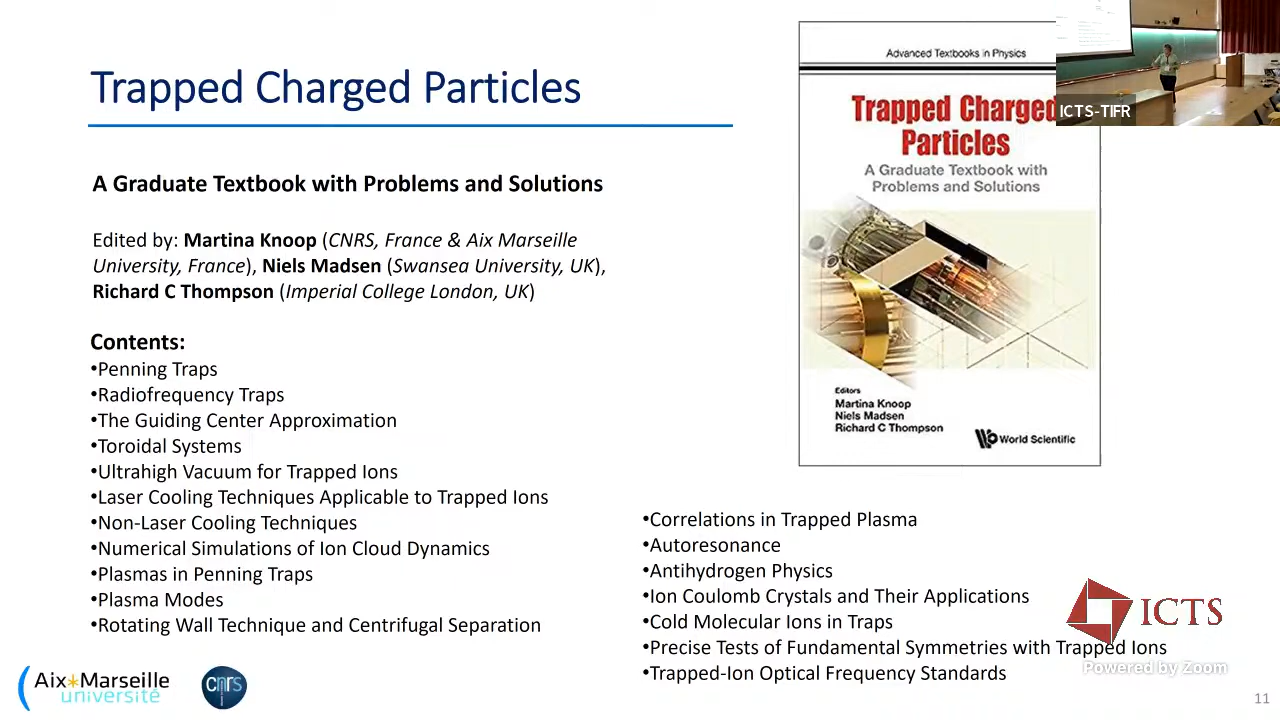 Trapped Charged Particles
A Graduate Textbook with Problems and Solutions
Edited by: Martina Knoop (CNRS, France & Aix Marseille
University, France), Niels Madsen (Swansea University, UK),
Richard C Thompson (Imperial College London, UK)
Contents:
•Penning Traps
•Radiofrequency Traps
•The Guiding Center Approximation
•Toroidal Systems
•Ultrahigh Vacuum for Trapped Ions
•Laser Cooling Techniques Applicable to Trapped Ions
•Non-Laser Cooling Techniques
•Numerical Simulations of Ion Cloud Dynamics
•Plasmas in Penning Traps
•Plasma Modes
•Rotating Wall Technique and Centrifugal Separation
•Correlations in Trapped Plasma
•Autoresonance
•Antihydrogen Physics
•Ion Coulomb Crystals and Their Applications
•Cold Molecular Ions in Traps
•Precise Tests of Fundamental Symmetries with Trapped Ions
•Trapped-Ion Optical Frequency Standards
Advanced Textbooks in Physics
Trapped Charged
Particles
A Graduate Textbook with
Problems and Solutions
Editors
Martina Knoop
Niels Madsen
Richard C Thompson
World Scientific
ICTS-TIFR
ICTS
Powered by Zoom
Aix*Marseille
université
cnrs
11